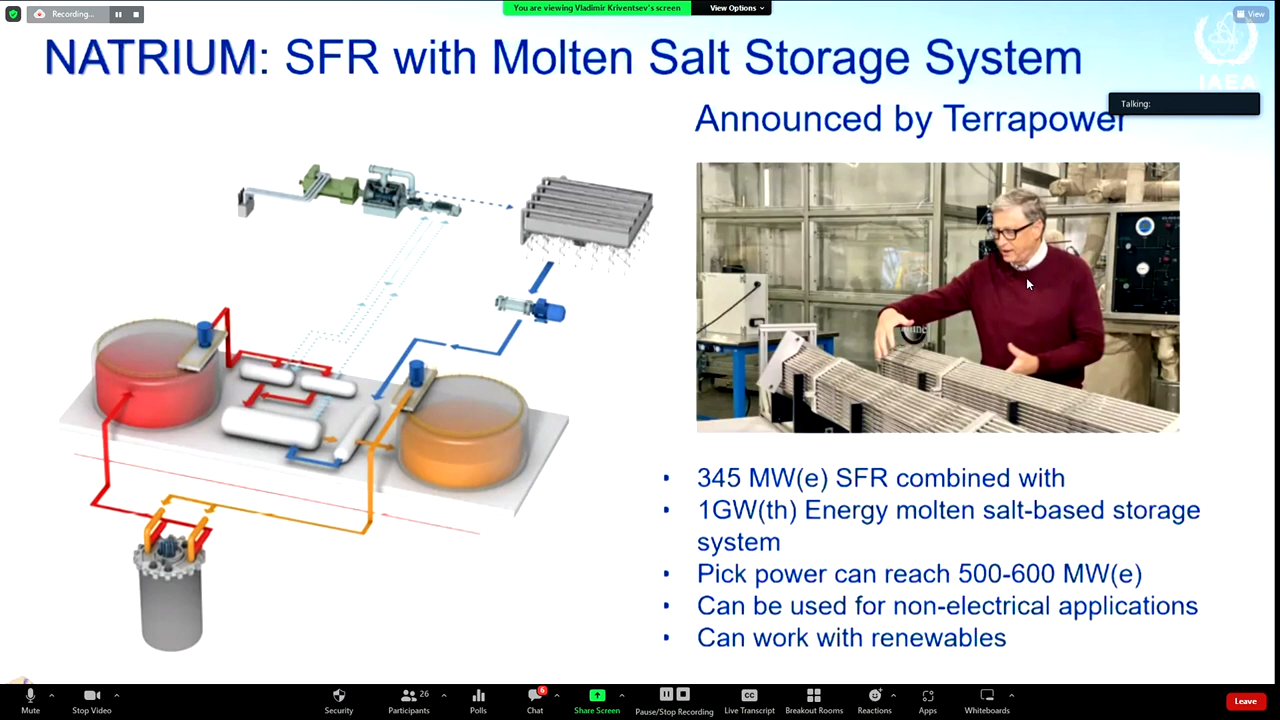 Recording...
You are viewing Vladimir Kriventsev's screen
View Options
View
NATRIUM: SFR with Molten Salt Storage System
IAEA
Talking:
Announced by Terrapower
• 345 MW(e) SFR combined with
• 1GW(th) Energy molten salt-based storage
system
• Pick power can reach 500-600 MW(e)
• Can be used for non-electrical applications
• Can work with renewables
Mute
Stop Video
Security
26
Participants
Polls
6
Chat
Share Screen
Pause/Stop Recording
CC
Live Transcript
Breakout Rooms
Reactions
Apps
Whiteboards
Leave